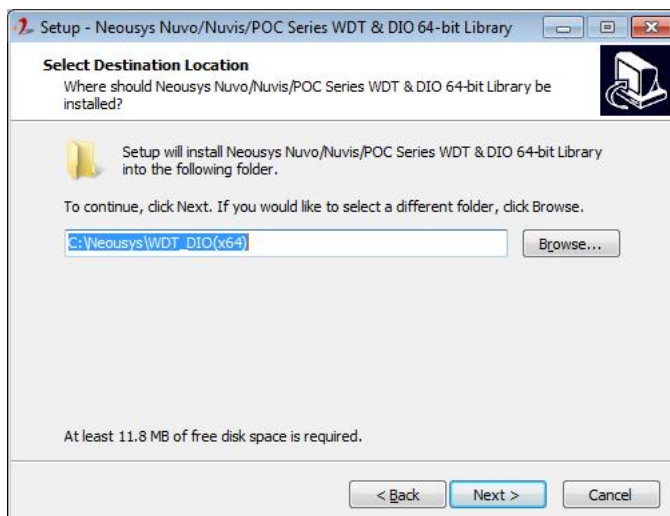 Setup - Neousys Nuvo/Nuvis/POC Series WDT & DIO 64-bit Library
Select Destination Location
Where should Neousys Nuvo/Nuvis/POC Series WDT & DIO 64-bit Library be
installed?
Setup will install Neousys Nuvo/Nuvis/POC Series WDT & DIO 64-bit Library
into the following folder.
To continue, click Next. If you would like to select a different folder, click Browse.
C:\Neousys\WDT_DIO(x64)
Browse...
At least 11.8 MB of free disk space is required.
< Back
Next >
Cancel